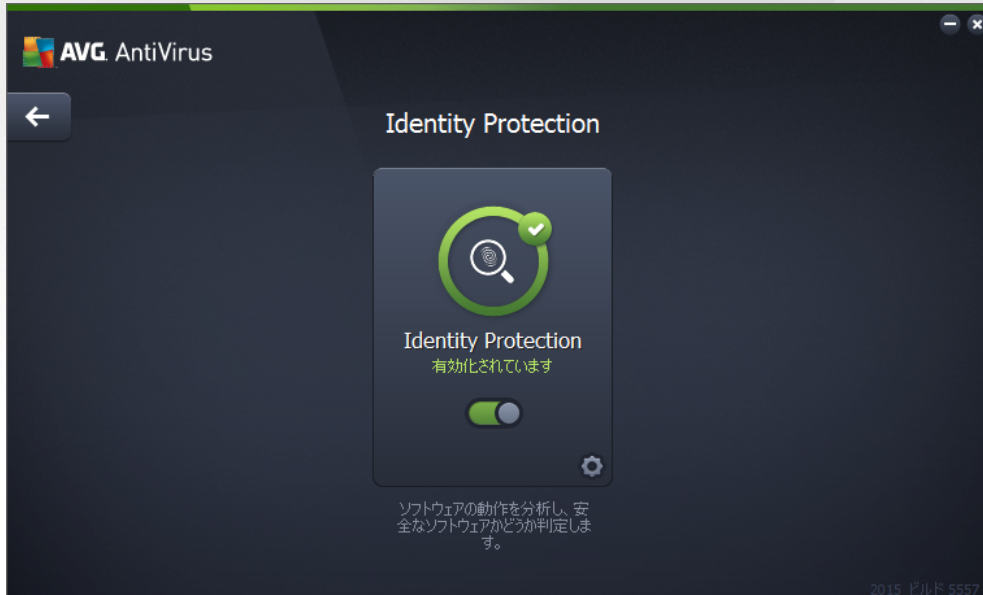 AVG. AntiVirus
Identity Protection
Identity Protection
有効化されています
ソフトウェアの動作を分析し、安
全なソフトウェアかどうか判定しま
す。
2015 ビルド 5557